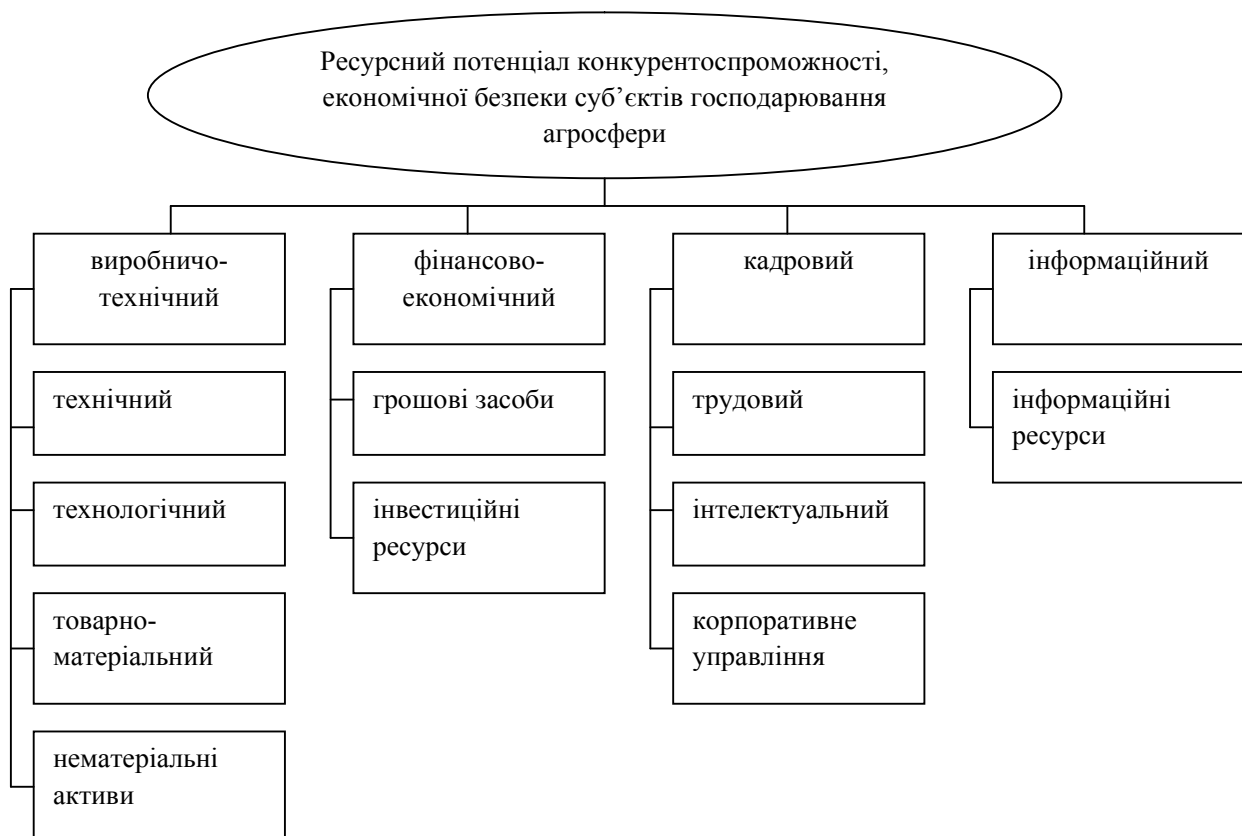 Ресурсний потенціал конкурентоспроможності,
економічної безпеки суб’єктів господарювання
агросфери
виробничо-
технічний
технічний
технологічний
товарно-
матеріальний
нематеріальні
активи
фінансово-
економічний
грошові засоби
інвестиційні
ресурси
кадровий
трудовий
інтелектуальний
корпоративне
управління
інформаційний
інформаційні
ресурси